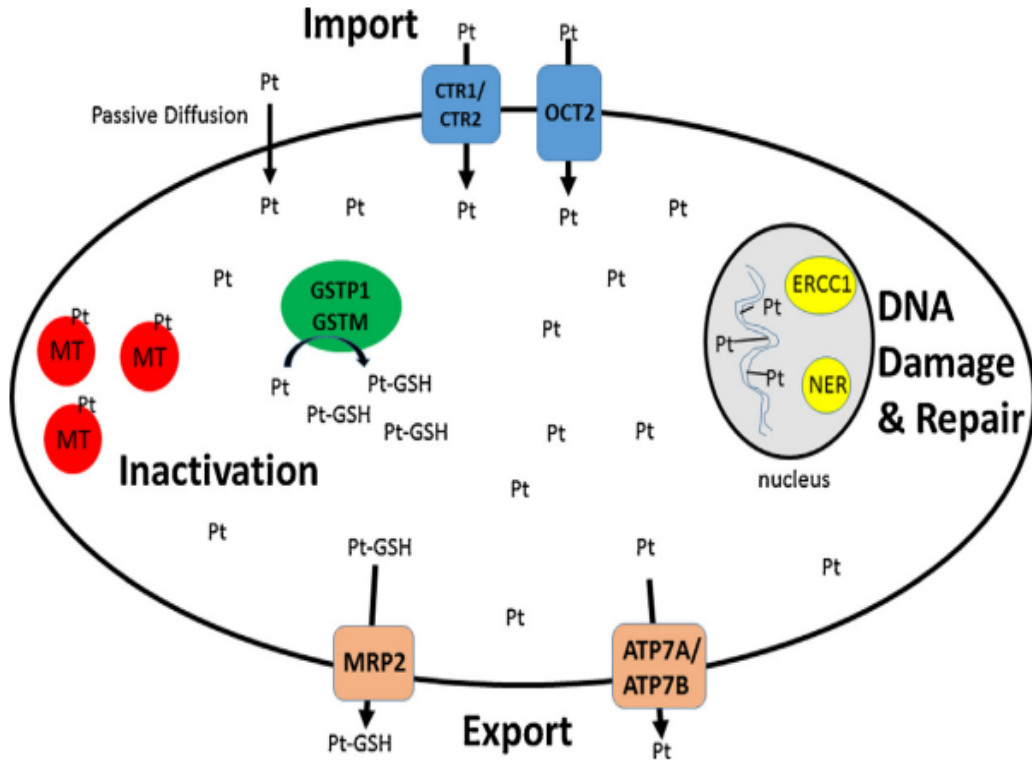 Import
Pt
Pt
Pt
CTR1/
CTR2
OCT2
Passive Diffusion
Pt
Pt
Pt
Pt
Pt
Pt
Pt
Pt
GSTP1
GSTM
ERCC1
Pt
Pt
Pt
MT
MT
Pt
Pt
DNA
Damage
& Repair
Pt
Pt-GSH
Pt
NER
Pt
MT
Pt-GSH
Pt-GSH
Pt
Pt
Inactivation
nucleus
Pt
Pt
Pt-GSH
Pt
Pt
Pt
MRP2
ATP7A/
ATP7B
Export
Pt-GSH
Pt